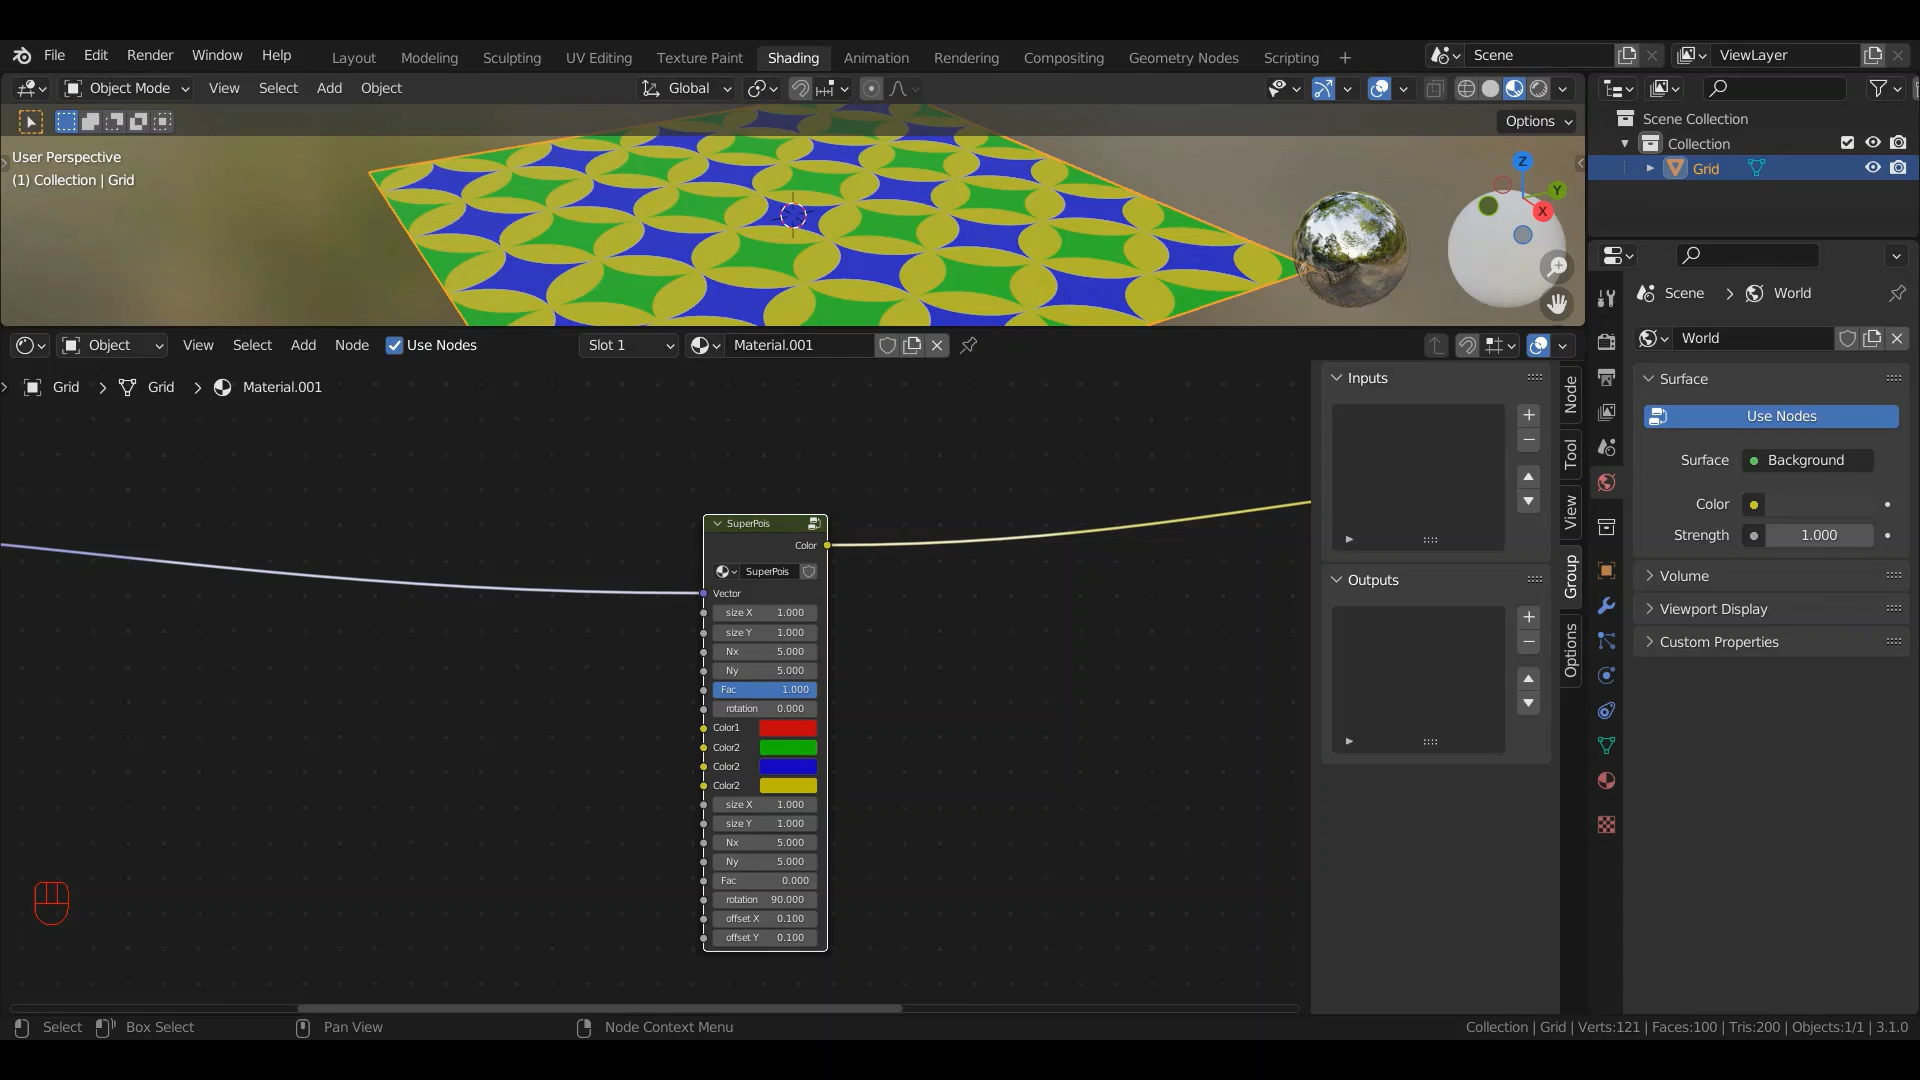 File Edit Render Window Help Layout Modeling Sculpting UV Editing Texture Paint Shading Animation Rendering Compositing Geometry Nodes Scripting + Scene ViewLayer
Object Mode View Select Add Object Global
Options
User Perspective
(1) Collection | Grid
Z
Y
X
Scene Collection
Collection
Grid
Object View Select Add Node Use Nodes Slot 1 Material.001
Grid > Grid > Material.001
SuperPois
Color
SuperPois
Vector
size X 1.000
size Y 1.000
Nx 5.000
Ny 5.000
Fac 1.000
rotation 0.000
Color1
Color2
Color2
Color2
size X 1.000
size Y 1.000
Nx 5.000
Ny 5.000
Fac 0.000
rotation 90.000
offset X 0.100
offset Y 0.100
Inputs
Outputs
Node
Tool
View
Group
Options
Scene > World
World
Surface
Use Nodes
Surface Background
Color
Strength 1.000
Volume
Viewport Display
Custom Properties
Select Box Select Pan View Node Context Menu Collection | Grid | Verts:121 | Faces:100 | Tris:200 | Objects:1/1 | 3.1.0